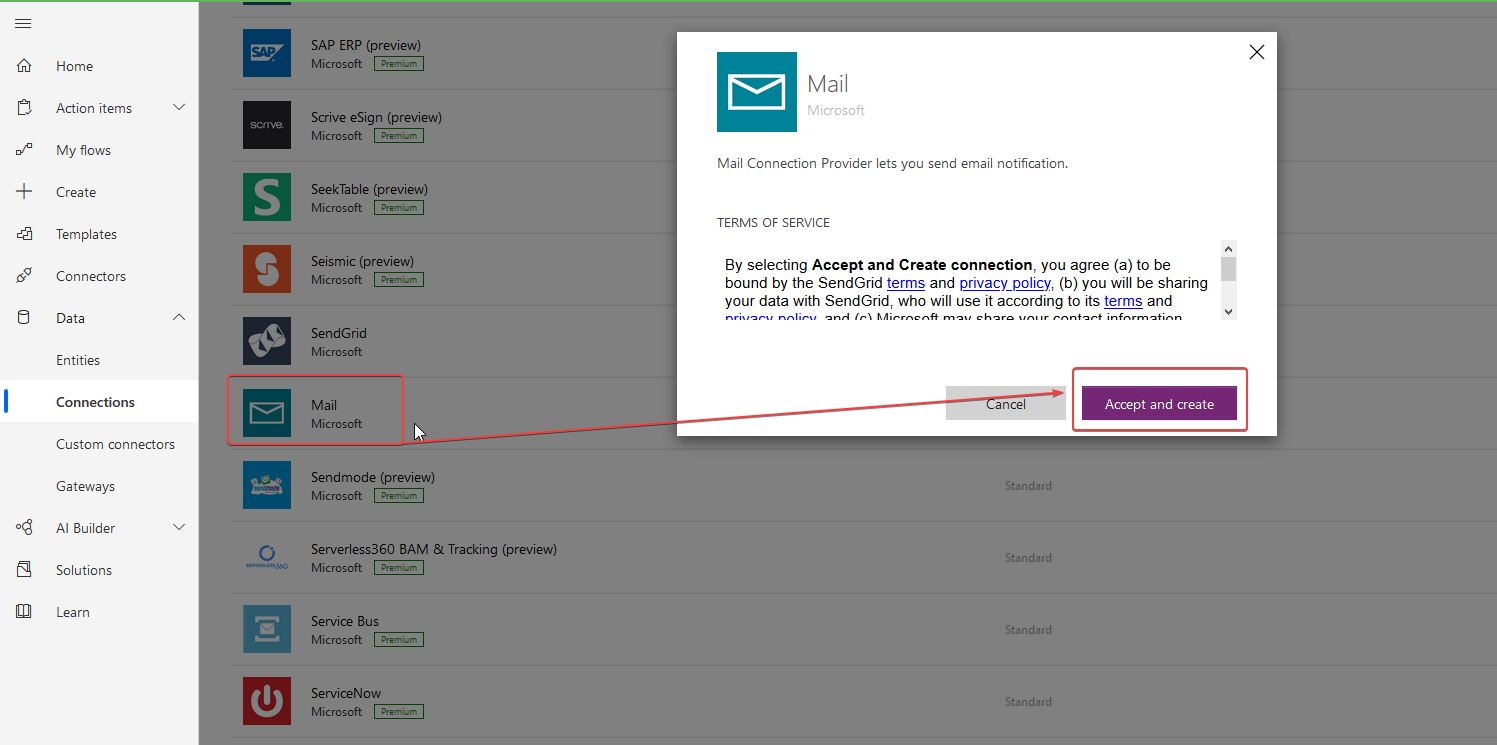 Home
Action items
My flows
Create
Templates
Connectors
Data
Entities
Connections
Custom connectors
Gateways
AI Builder
Solutions
Learn
SAP
SAP ERP (preview)
Microsoft Premium
scrive.
Scrive eSign (preview)
Microsoft Premium
S
SeekTable (preview)
Microsoft Premium
Seismic (preview)
Microsoft Premium
SendGrid
Microsoft
Mail
Microsoft
Sendmode (preview)
Microsoft Premium
Standard
SERVERLESS360
Serverless360 BAM & Tracking (preview)
Microsoft Premium
Standard
Service Bus
Microsoft Premium
Standard
ServiceNow
Microsoft Premium
Standard
Mail
Microsoft
Mail Connection Provider lets you send email notification.
TERMS OF SERVICE
By selecting Accept and Create connection, you agree (a) to be
bound by the SendGrid terms and privacy policy, (b) you will be sharing
your data with SendGrid, who will use it according to its terms and
privacy policy, and (c) Microsoft may share your contact information
Cancel
Accept and create